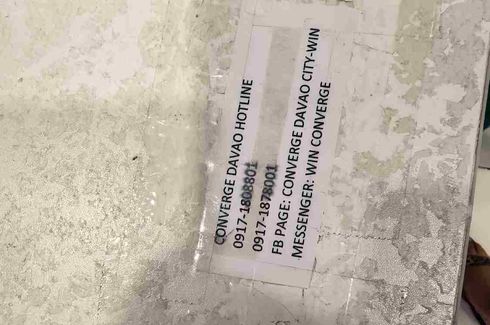 CONVERGE DAVAO HOTLINE
0917-1808801
0917-1878001
FB PAGE: CONVERGE DAVAO CITY-WIN
MESSENGER: WIN CONVERGE